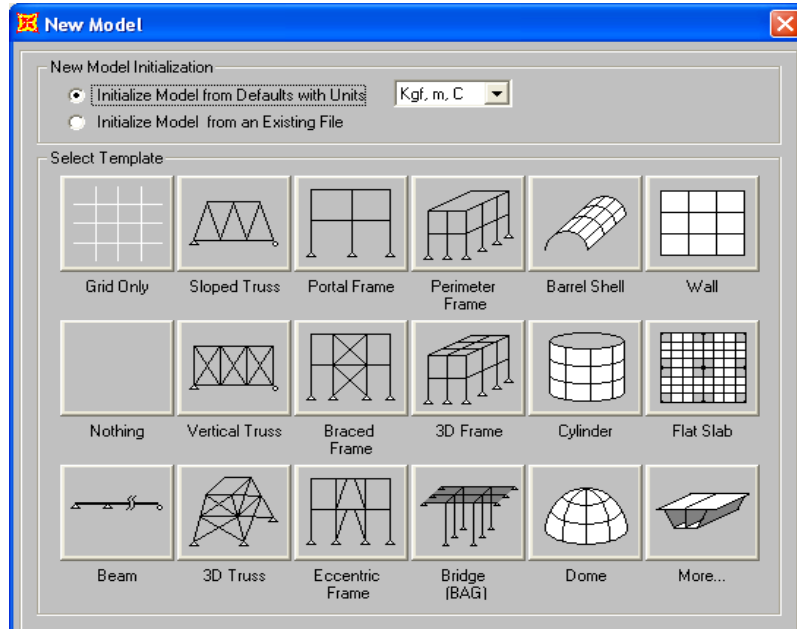 New Model
New Model Initialization
Initialize Model from Defaults with Units
Kgf, m, C
Initialize Model from an Existing File
Select Template
Grid Only
Sloped Truss
Portal Frame
Perimeter
Frame
Barrel Shell
Wall
Nothing
Vertical Truss
Braced
Frame
3D Frame
Cylinder
Flat Slab
Beam
3D Truss
Eccentric
Frame
Bridge
(BAG)
Dome
More...